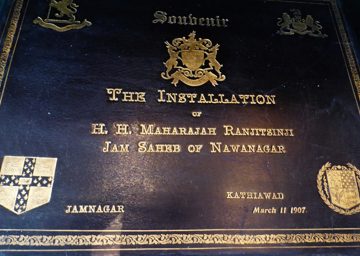 Souvenir
THE INSTALLATION
OF
H. H. MAHARAJAH RANJITSINJI
JAM SAHEB OF NAWANAGAR
KATHIAWAD
JAMNAGAR
March 11 1907.